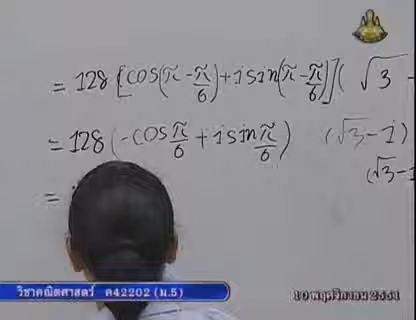 = 128 [cos(π - π/6) + i sin(π - π/6)] ( √3 -
= 128 (-cos π/6 + i sin π/6) (√3 - i)
(√3 - 1
=
วิชาคณิตศาสตร์ ค42202 (ม.5)
10 พฤศจิกายน 2551